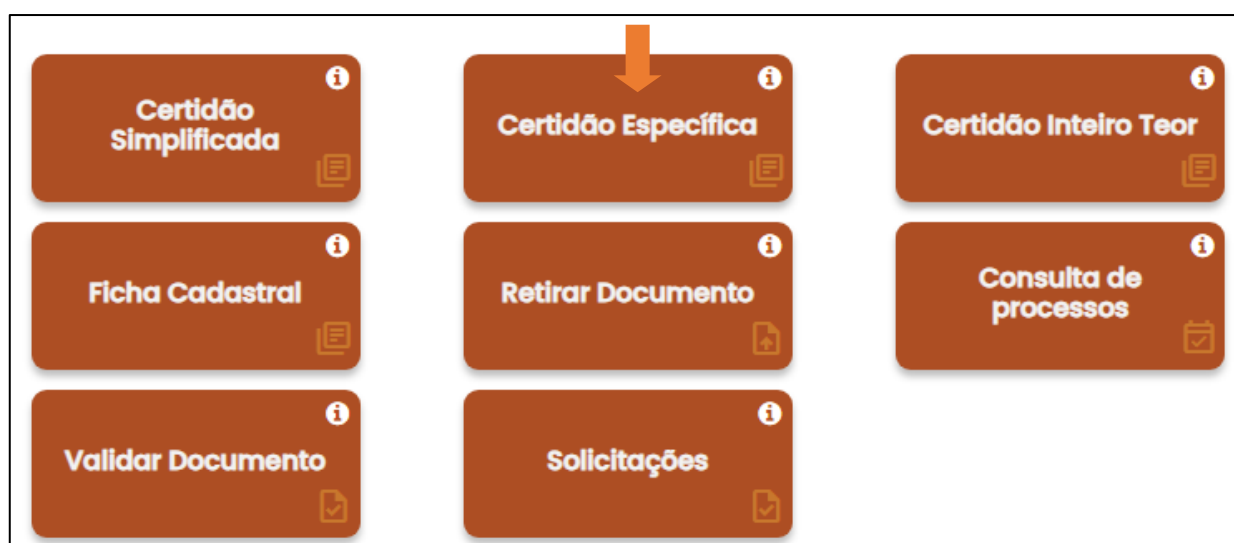 Certidão
Simplificada
Certidão Específica
Certidão Inteiro Teor
Ficha Cadastral
Retirar Documento
Consulta de
processos
Validar Documento
Solicitações